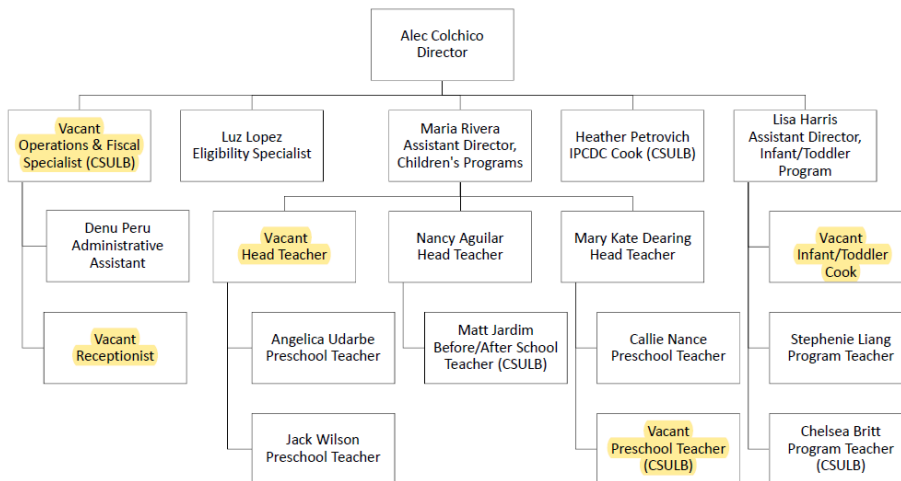 Alec Colchico
Director
Vacant
Operations & Fiscal
Specialist (CSULB)
Luz Lopez
Eligibility Specialist
Maria Rivera
Assistant Director,
Children's Programs
Heather Petrovich
IPCDC Cook (CSULB)
Lisa Harris
Assistant Director,
Infant/Toddler
Program
Denu Peru
Administrative
Assistant
Vacant
Head Teacher
Nancy Aguilar
Head Teacher
Mary Kate Dearing
Head Teacher
Vacant
Infant/Toddler
Cook
Vacant
Receptionist
Angelica Udarbe
Preschool Teacher
Matt Jardim
Before/After School
Teacher (CSULB)
Callie Nance
Preschool Teacher
Stephenie Liang
Program Teacher
Jack Wilson
Preschool Teacher
Vacant
Preschool Teacher
(CSULB)
Chelsea Britt
Program Teacher
(CSULB)